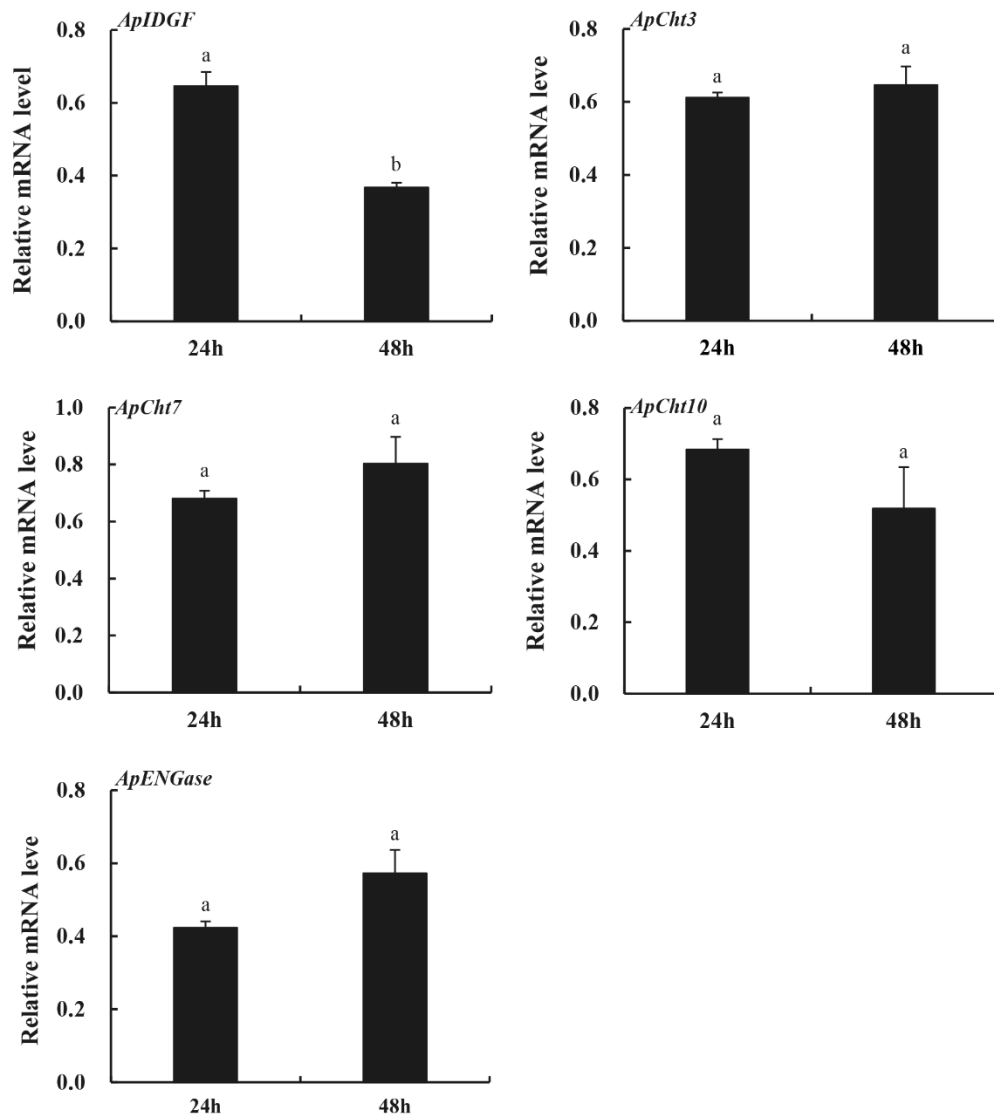 ApIDGF
a
b
Relative mRNA level
0.8
0.6
0.4
0.2
0.0
24h
48h
ApCht3
a
a
Relative mRNA level
0.8
0.6
0.4
0.2
0.0
24h
48h
ApCht7
a
a
Relative mRNA leve
1.0
0.8
0.6
0.4
0.2
0.0
24h
48h
ApCht10
a
a
Relative mRNA leve
0.8
0.6
0.4
0.2
0.0
24h
48h
ApENGase
a
a
Relative mRNA leve
0.8
0.6
0.4
0.2
0.0
24h
48h